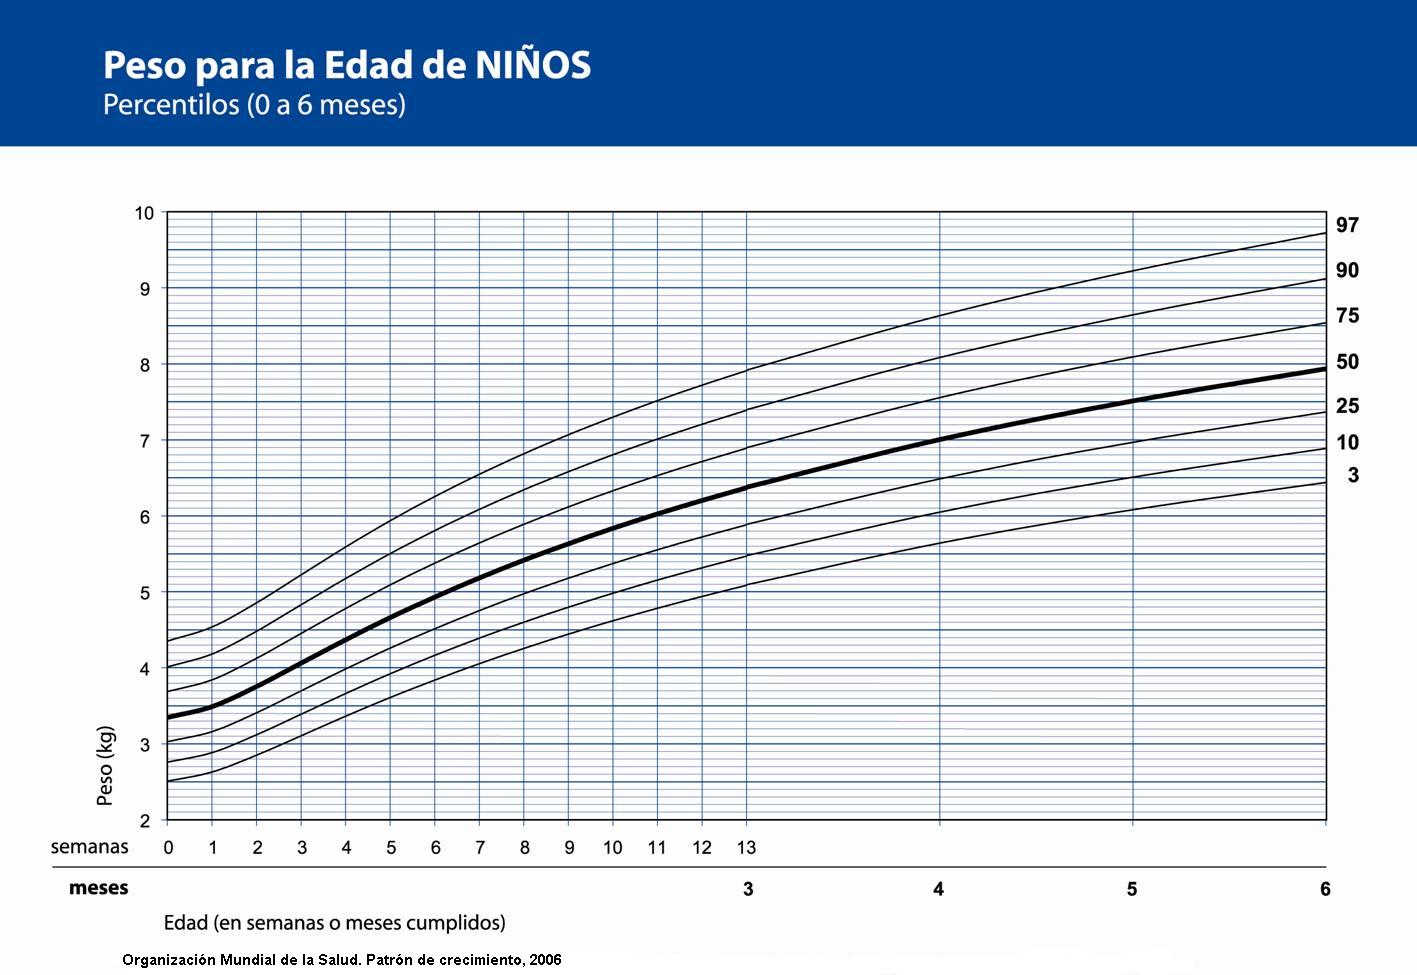 Peso para la Edad de NIÑOS
Percentilos (0 a 6 meses)
10
97
9
90
75
8
50
25
7
10
3
6
5
4
3
2
Peso (kg)
semanas 0 1 2 3 4 5 6 7 8 9 10 11 12 13
meses 3 4 5 6
Edad (en semanas o meses cumplidos)
Organización Mundial de la Salud. Patrón de crecimiento, 2006